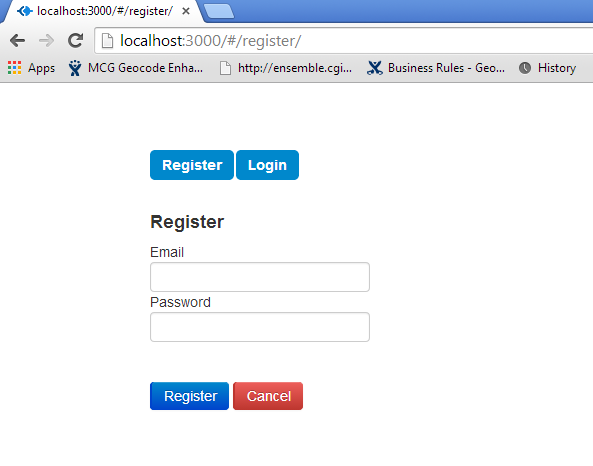 localhost:3000/#/register/
localhost:3000/#/register/
Apps MCG Geocode Enha... http://ensemble.cgi... Business Rules - Geo... History
Register Login
Register
Email
Password
Register Cancel